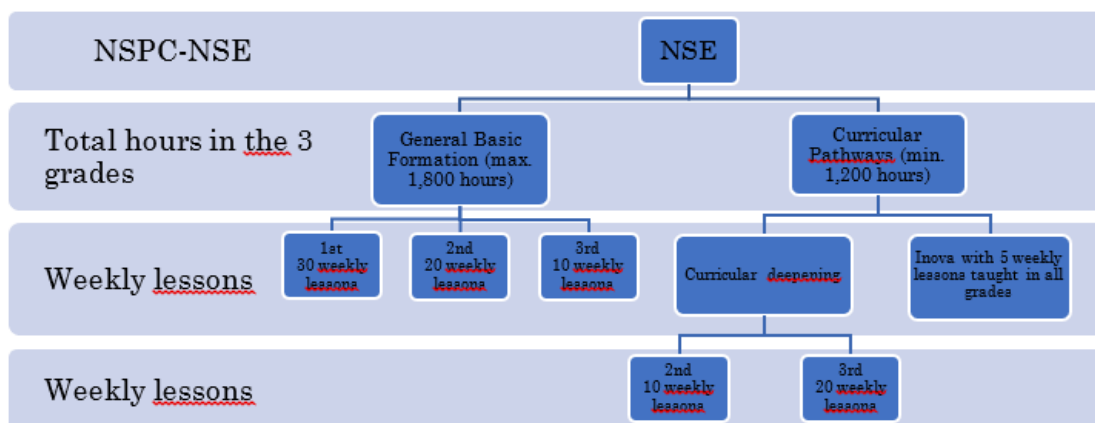 NSPC-NSE
NSE
Total hours in the 3
grades
General Basic
Formation (max.
1,800 hours)
Curricular
Pathways (min.
1,200 hours)
Weekly lessons
1st
30 weekly
lessons
2nd
20 weekly
lessons
3rd
10 weekly
lessons
Curricular deepening
Inova with 5 weekly
lessons taught in all
grades
Weekly lessons
2nd
10 weekly
lessons
3rd
20 weekly
lessons